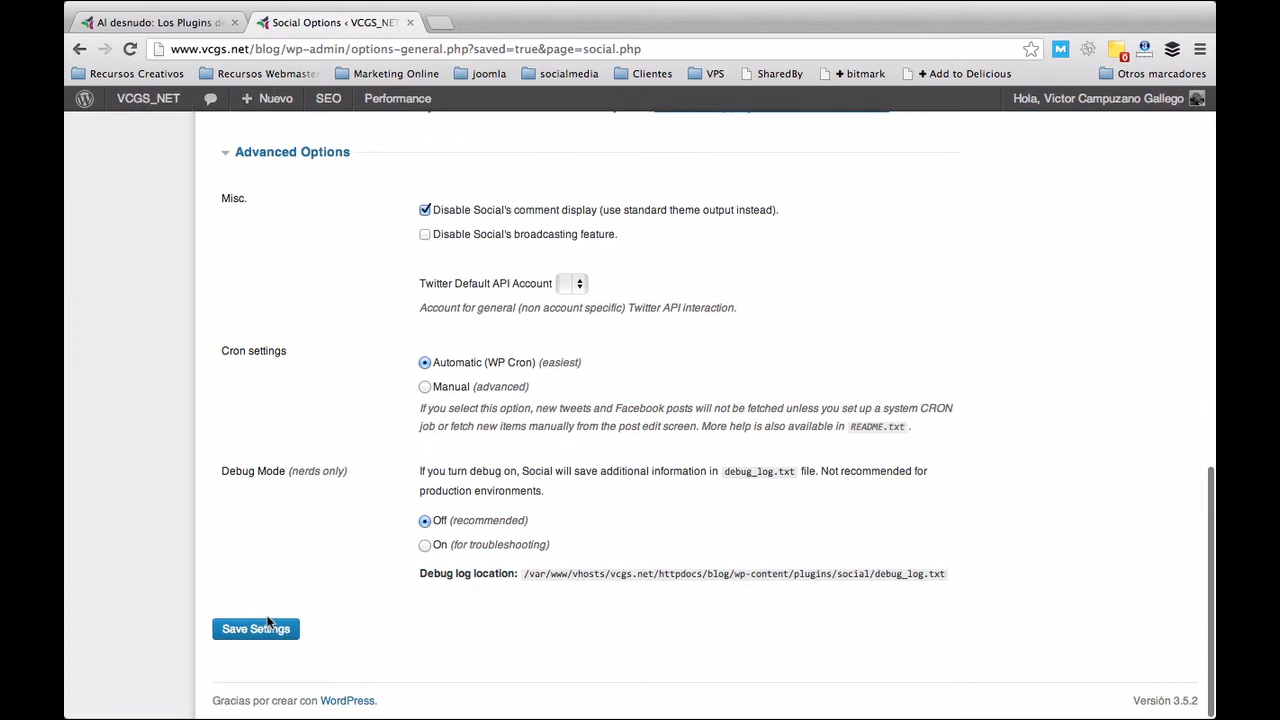 Al desnudo: Los Plugins de
Social Options ‹ VCGS_NET
www.vcgs.net/blog/wp-admin/options-general.php?saved=true&page=social.php
Recursos Creativos Recursos Webmaste Marketing Online joomla socialmedia Clientes VPS SharedBy + bitmark + Add to Delicious Otros marcadores
VCGS_NET + Nuevo SEO Performance Hola, Victor Campuzano Gallego
Advanced Options
Misc.
Disable Social's comment display (use standard theme output instead).
Disable Social's broadcasting feature.
Twitter Default API Account
Account for general (non account specific) Twitter API interaction.
Cron settings
Automatic (WP Cron) (easiest)
Manual (advanced)
If you select this option, new tweets and Facebook posts will not be fetched unless you set up a system CRON
job or fetch new items manually from the post edit screen. More help is also available in README.txt .
Debug Mode (nerds only)
If you turn debug on, Social will save additional information in debug_log.txt file. Not recommended for
production environments.
Off (recommended)
On (for troubleshooting)
Debug log location: /var/www/vhosts/vcgs.net/httpdocs/blog/wp-content/plugins/social/debug_log.txt
Save Settings
Gracias por crear con WordPress.
Versión 3.5.2